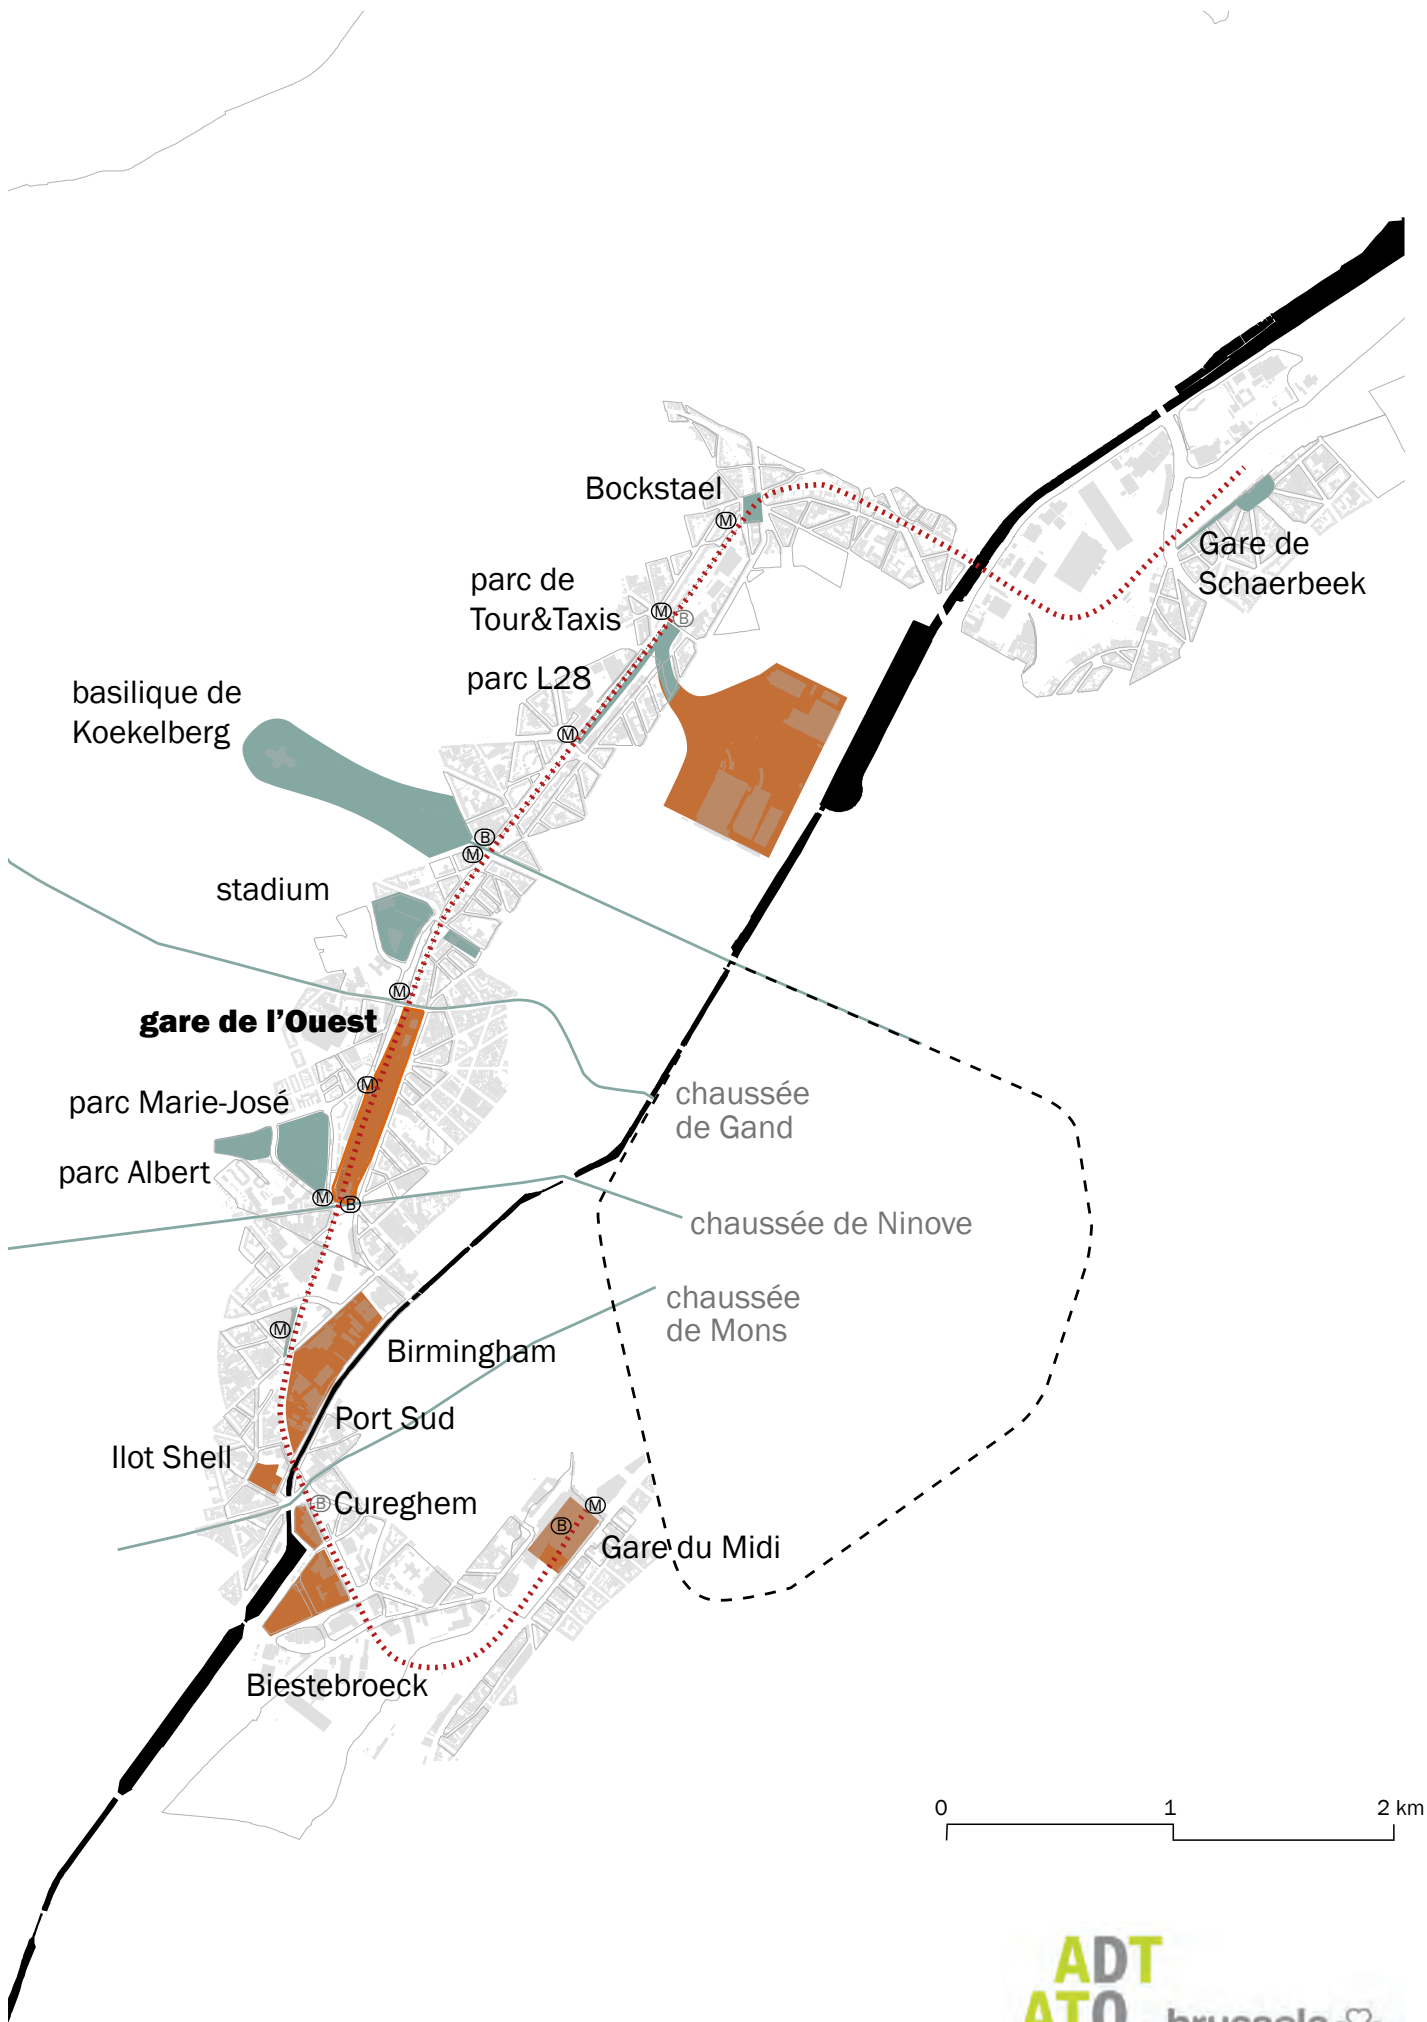 Bockstael
M
Gare de
Schaerbeek
parc de
Tour&Taxis
M
B
parc L28
basilique de
Koekelberg
M
B
M
stadium
M
gare de l'Ouest
M
parc Marie-José
chaussée
de Gand
parc Albert
M
B
chaussée de Ninove
chaussée
de Mons
M
Birmingham
Port Sud
Ilot Shell
B
Cureghem
M
B
Gare du Midi
Biestebroeck
0 1 2 km
ADT
ATO
brussels